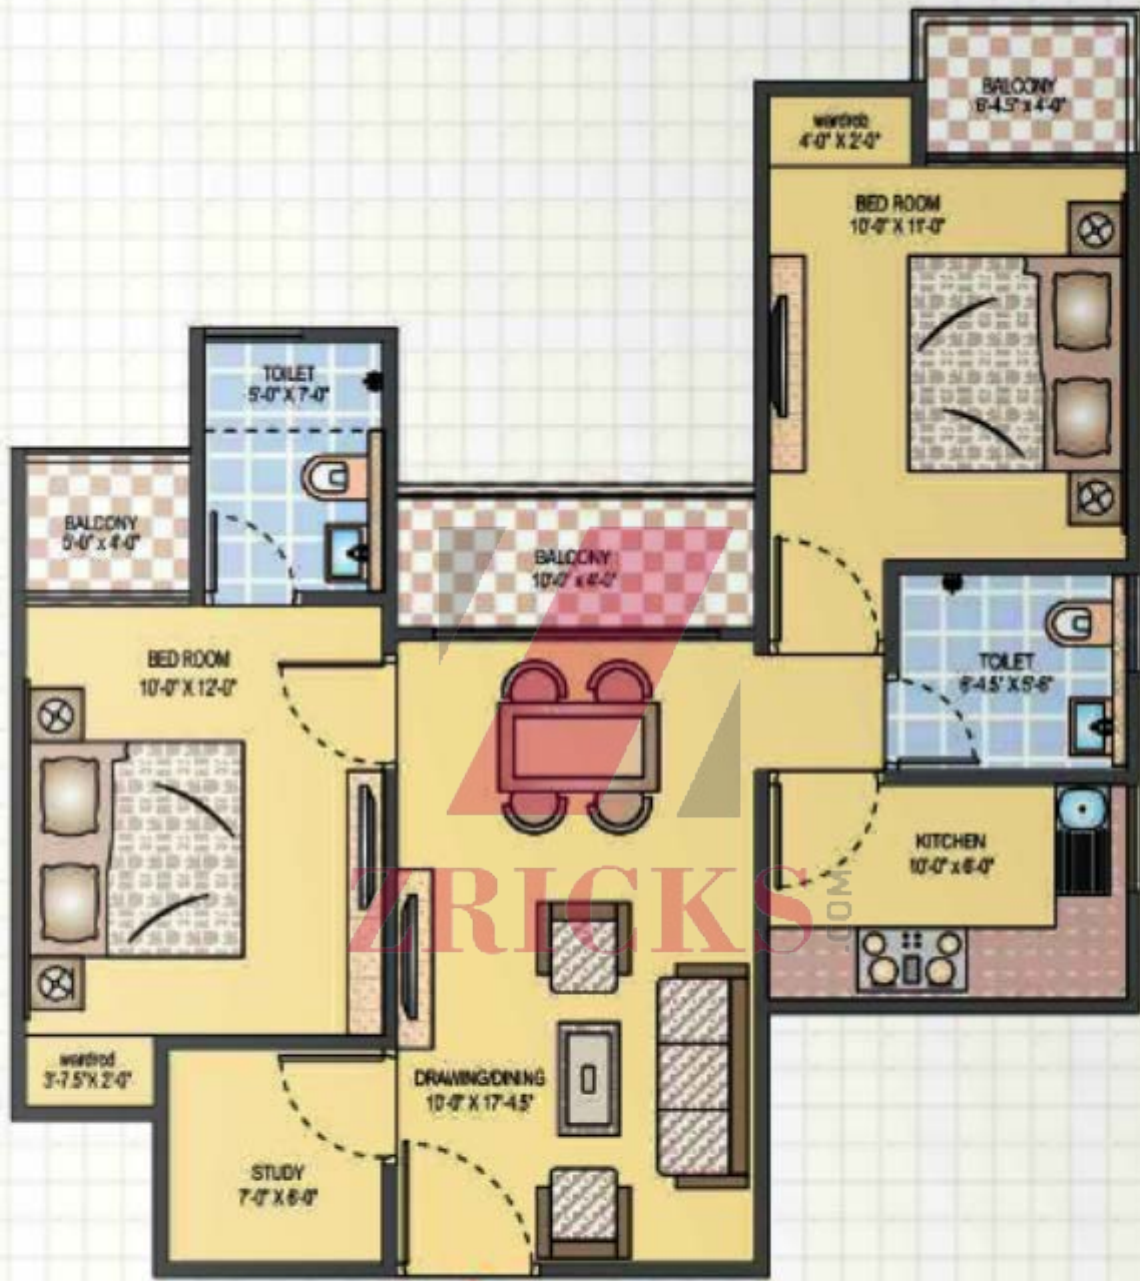 BALCONY
6'-4.5" x 4'-0"
wardrob
4'-0" X 2'-0"
BED ROOM
10'-0" X 11'-0"
TOILET
5'-0" X 7'-0"
BALCONY
5'-0" x 4'-0"
BALCONY
10'-0" x 4'-0"
BED ROOM
10'-0" X 12'-0"
TOILET
6'-4.5" X 5'-6"
KITCHEN
10'-0" x 6'-0"
ZRICKS
.COM
wardrod
3'-7.5" X 2'-0"
DRAWING/DINING
10'-0" X 17'-4.5"
STUDY
7'-0" X 6'-0"